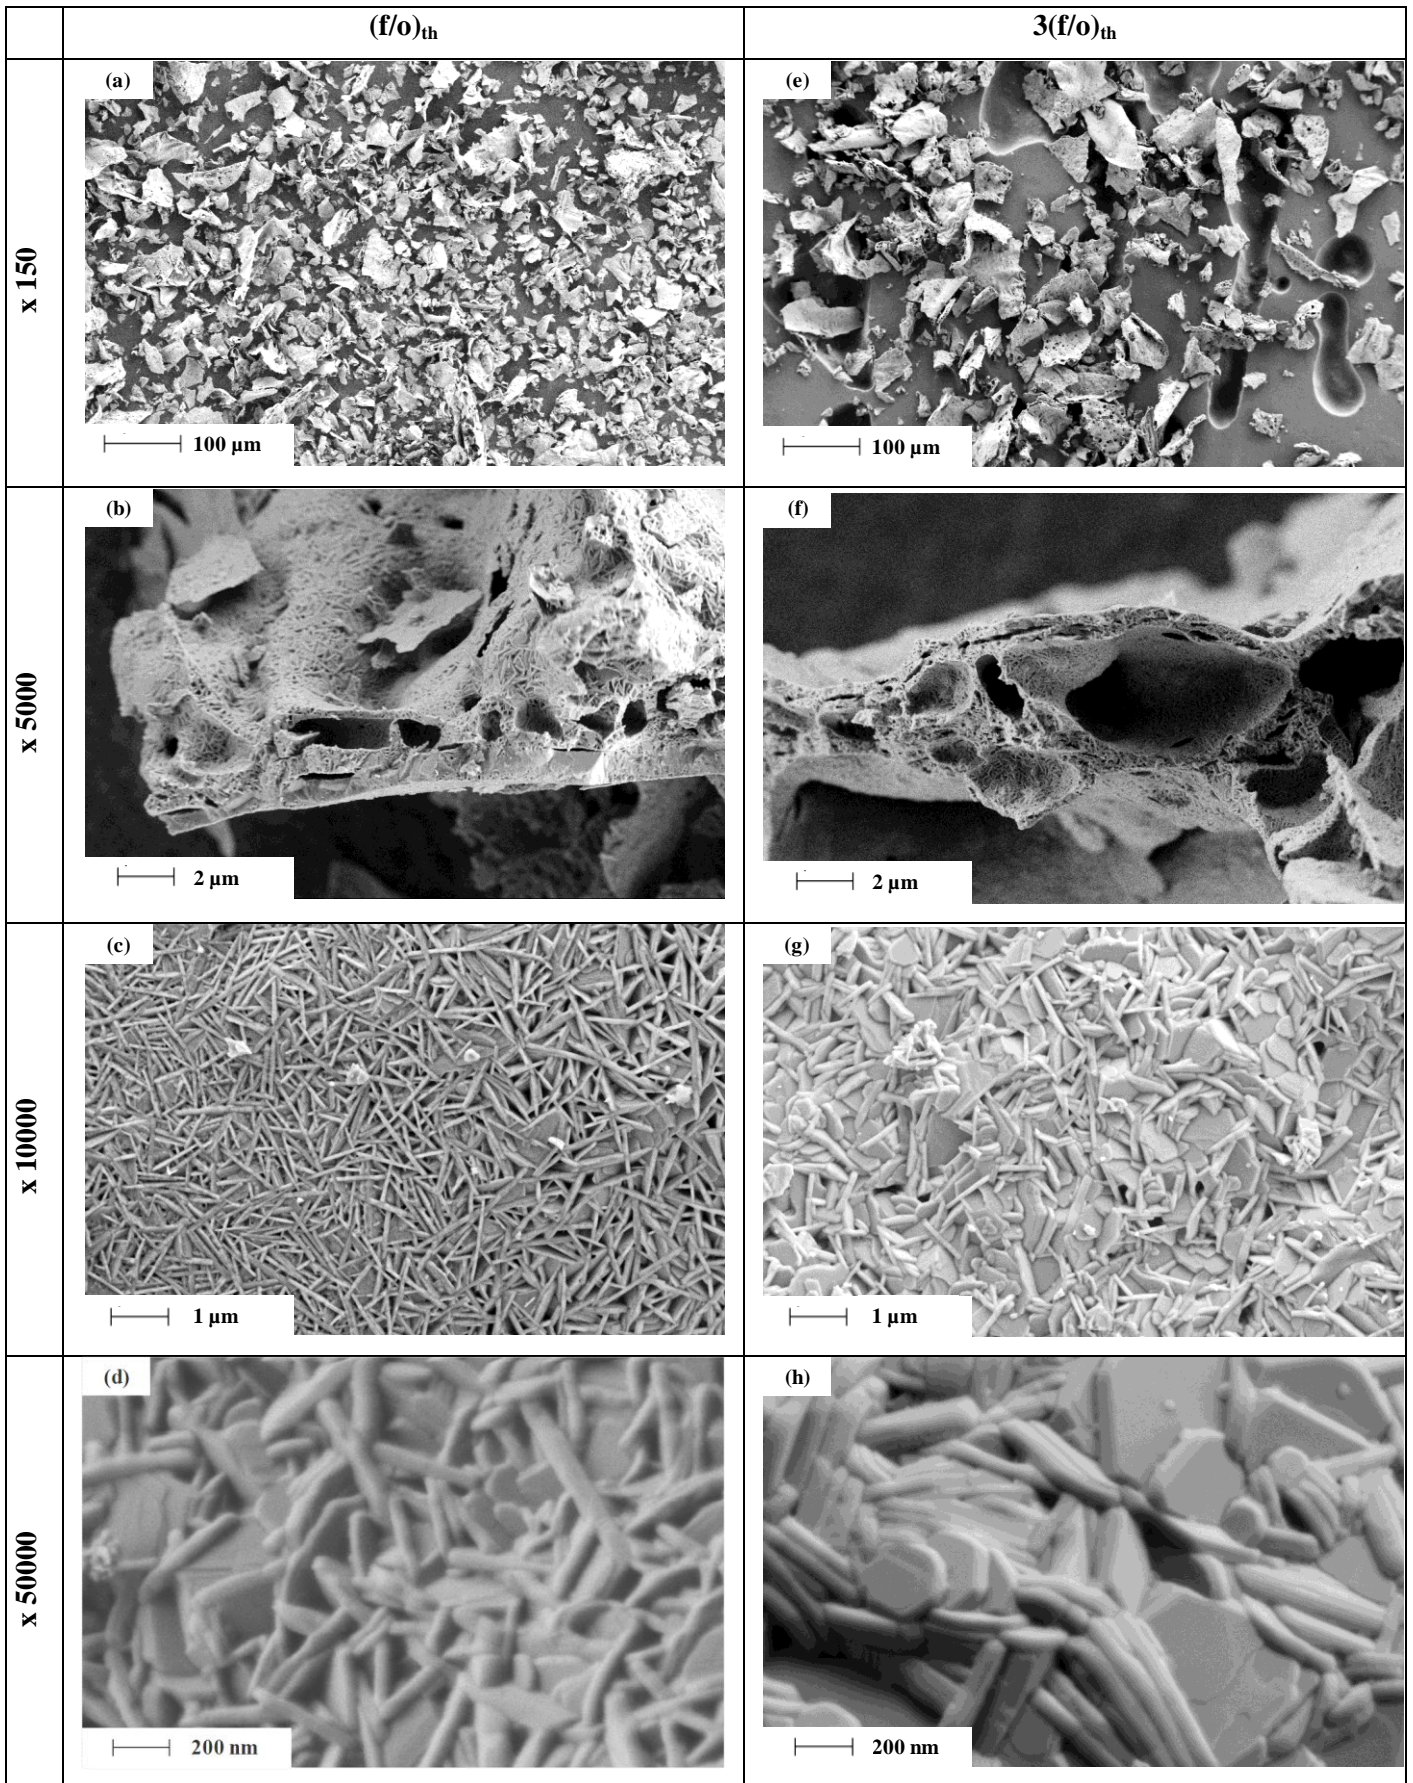 (f/o)th 3(f/o)th
x 150
(a)
100 µm
(e)
100 µm
x 5000
(b)
2 µm
(f)
2 µm
x 10000
(c)
1 µm
(g)
1 µm
x 50000
(d)
200 nm
(h)
200 nm